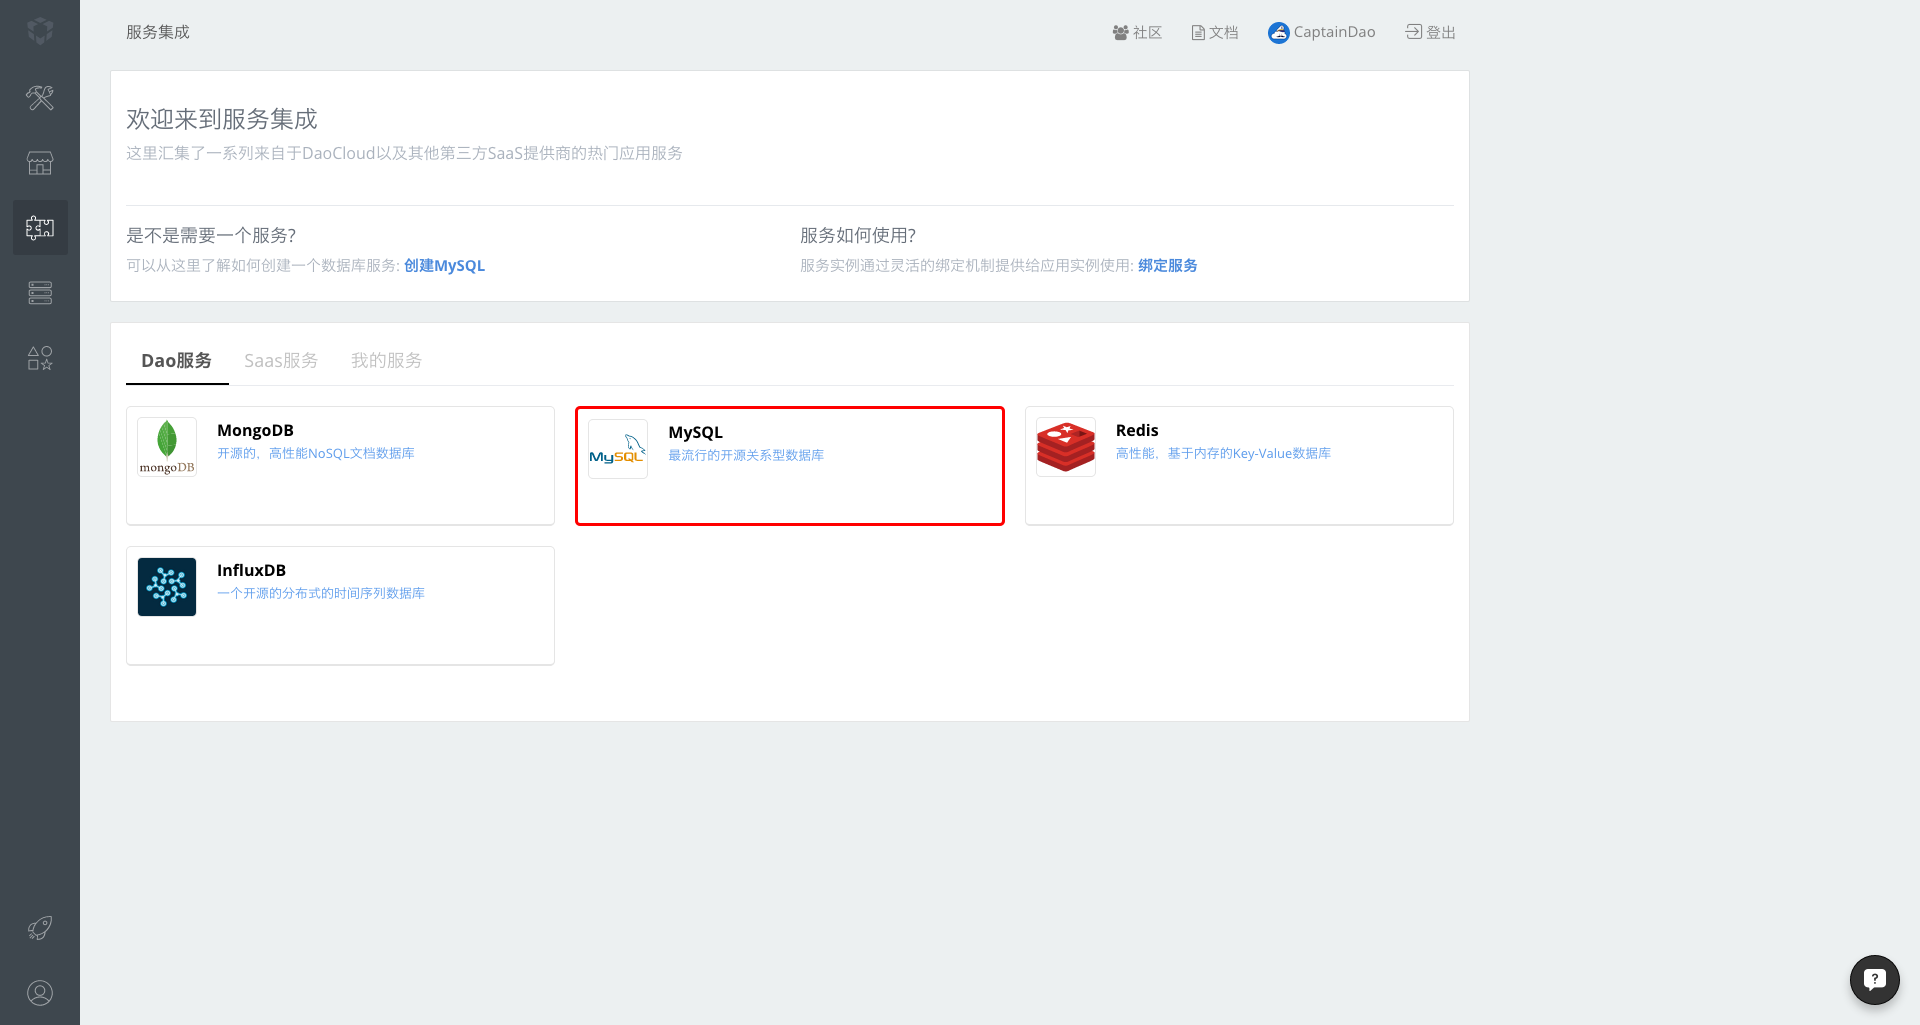 服务集成
社区
文档
CaptainDao
登出
欢迎来到服务集成
这里汇集了一系列来自于DaoCloud以及其他第三方SaaS提供商的热门应用服务
是不是需要一个服务?
可以从这里了解如何创建一个数据库服务: 创建MySQL
服务如何使用?
服务实例通过灵活的绑定机制提供给应用实例使用: 绑定服务
Dao服务
Saas服务
我的服务
mongoDB
MongoDB
开源的，高性能NoSQL文档数据库
MySQL
MySQL
最流行的开源关系型数据库
Redis
高性能，基于内存的Key-Value数据库
InfluxDB
一个开源的分布式的时间序列数据库
?